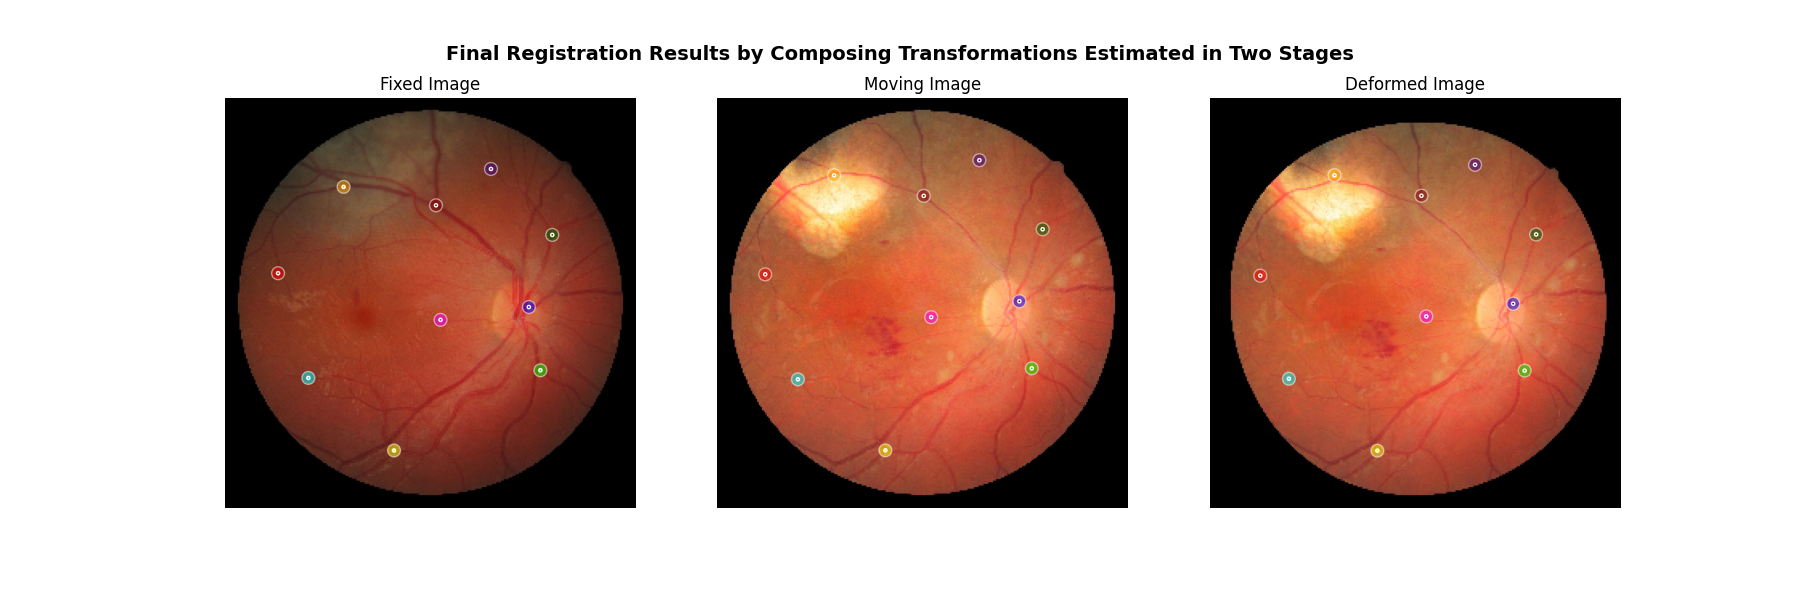 Final Registration Results by Composing Transformations Estimated in Two Stages
Fixed Image
Moving Image
Deformed Image